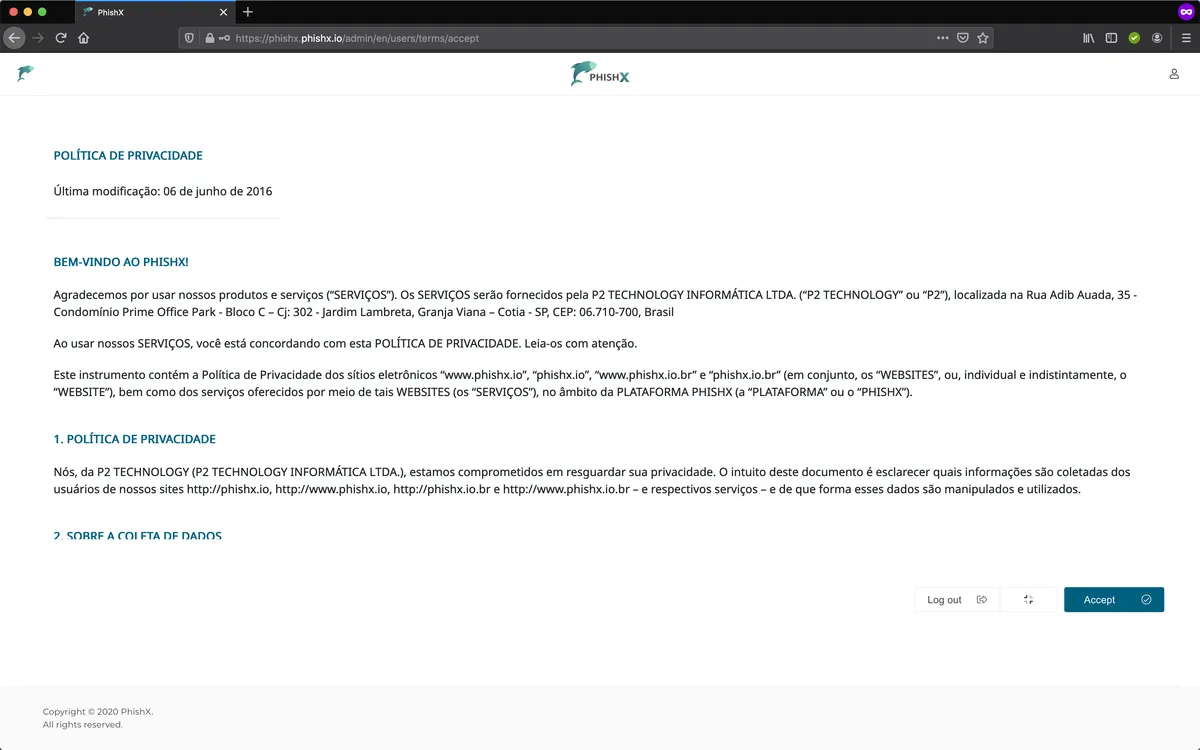 PhishX
https://phishx.phishx.io/admin/en/users/terms/accept
PHISHX
POLÍTICA DE PRIVACIDADE
Última modificação: 06 de junho de 2016
BEM-VINDO AO PHISHX!
Agradecemos por usar nossos produtos e serviços (“SERVIÇOS”). Os SERVIÇOS serão fornecidos pela P2 TECHNOLOGY INFORMÁTICA LTDA. (“P2 TECHNOLOGY” ou “P2”), localizada na Rua Adib Auada, 35 -
Condomínio Prime Office Park - Bloco C – Cj: 302 - Jardim Lambreta, Granja Viana – Cotia - SP, CEP: 06.710-700, Brasil
Ao usar nossos SERVIÇOS, você está concordando com esta POLÍTICA DE PRIVACIDADE. Leia-os com atenção.
Este instrumento contém a Política de Privacidade dos sítios eletrônicos “www.phishx.io”, “phishx.io”, “www.phishx.io.br” e “phishx.io.br” (em conjunto, os “WEBSITES”, ou, individual e indistintamente, o
“WEBSITE”), bem como dos serviços oferecidos por meio de tais WEBSITES (os “SERVIÇOS”), no âmbito da PLATAFORMA PHISHX (a “PLATAFORMA” ou o “PHISHX”).
1. POLÍTICA DE PRIVACIDADE
Nós, da P2 TECHNOLOGY (P2 TECHNOLOGY INFORMÁTICA LTDA.), estamos comprometidos em resguardar sua privacidade. O intuito deste documento é esclarecer quais informações são coletadas dos
usuários de nossos sites http://phishx.io, http://www.phishx.io, http://phishx.io.br e http://www.phishx.io.br – e respectivos serviços – e de que forma esses dados são manipulados e utilizados.
2. SOBRE A COLETA DE DADOS
Log out
Accept
Copyright © 2020 PhishX.
All rights reserved.